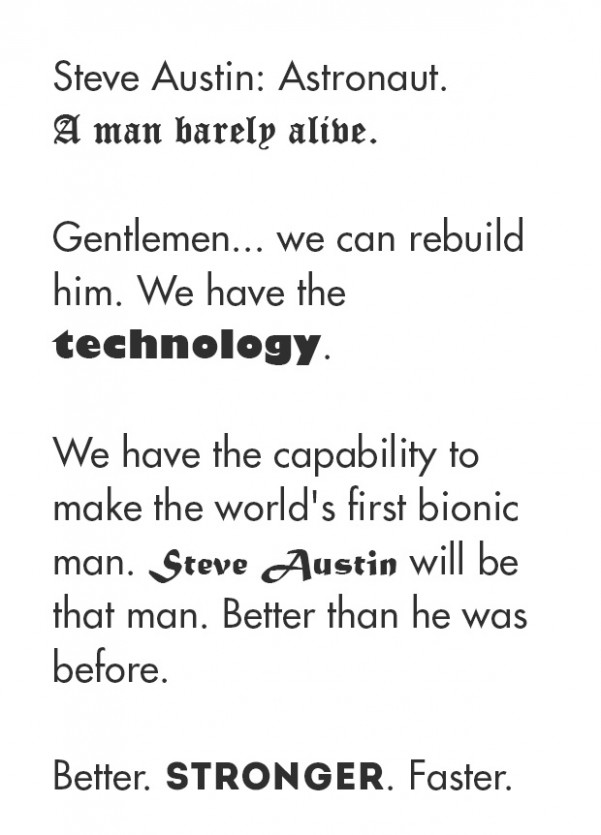 Steve Austin: Astronaut.
A man barely alive.
Gentlemen... we can rebuild
him. We have the
technology.
We have the capability to
make the world's first bionic
man. Steve Austin will be
that man. Better than he was
before.
Better. STRONGER. Faster.